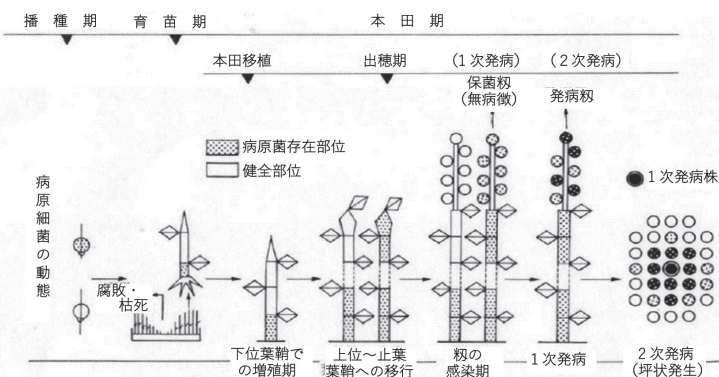 播種期 育苗期 本田期
本田移植 出穂期 (1次発病) (2次発病)
保菌籾
(無病徴)
発病籾
病原菌存在部位
健全部位
1次発病株
病原細菌の動態
腐敗・
枯死
下位葉鞘で
の増殖期
上位~止葉
葉鞘への移行
籾の
感染期
1次発病
2次発病
(坪状発生)